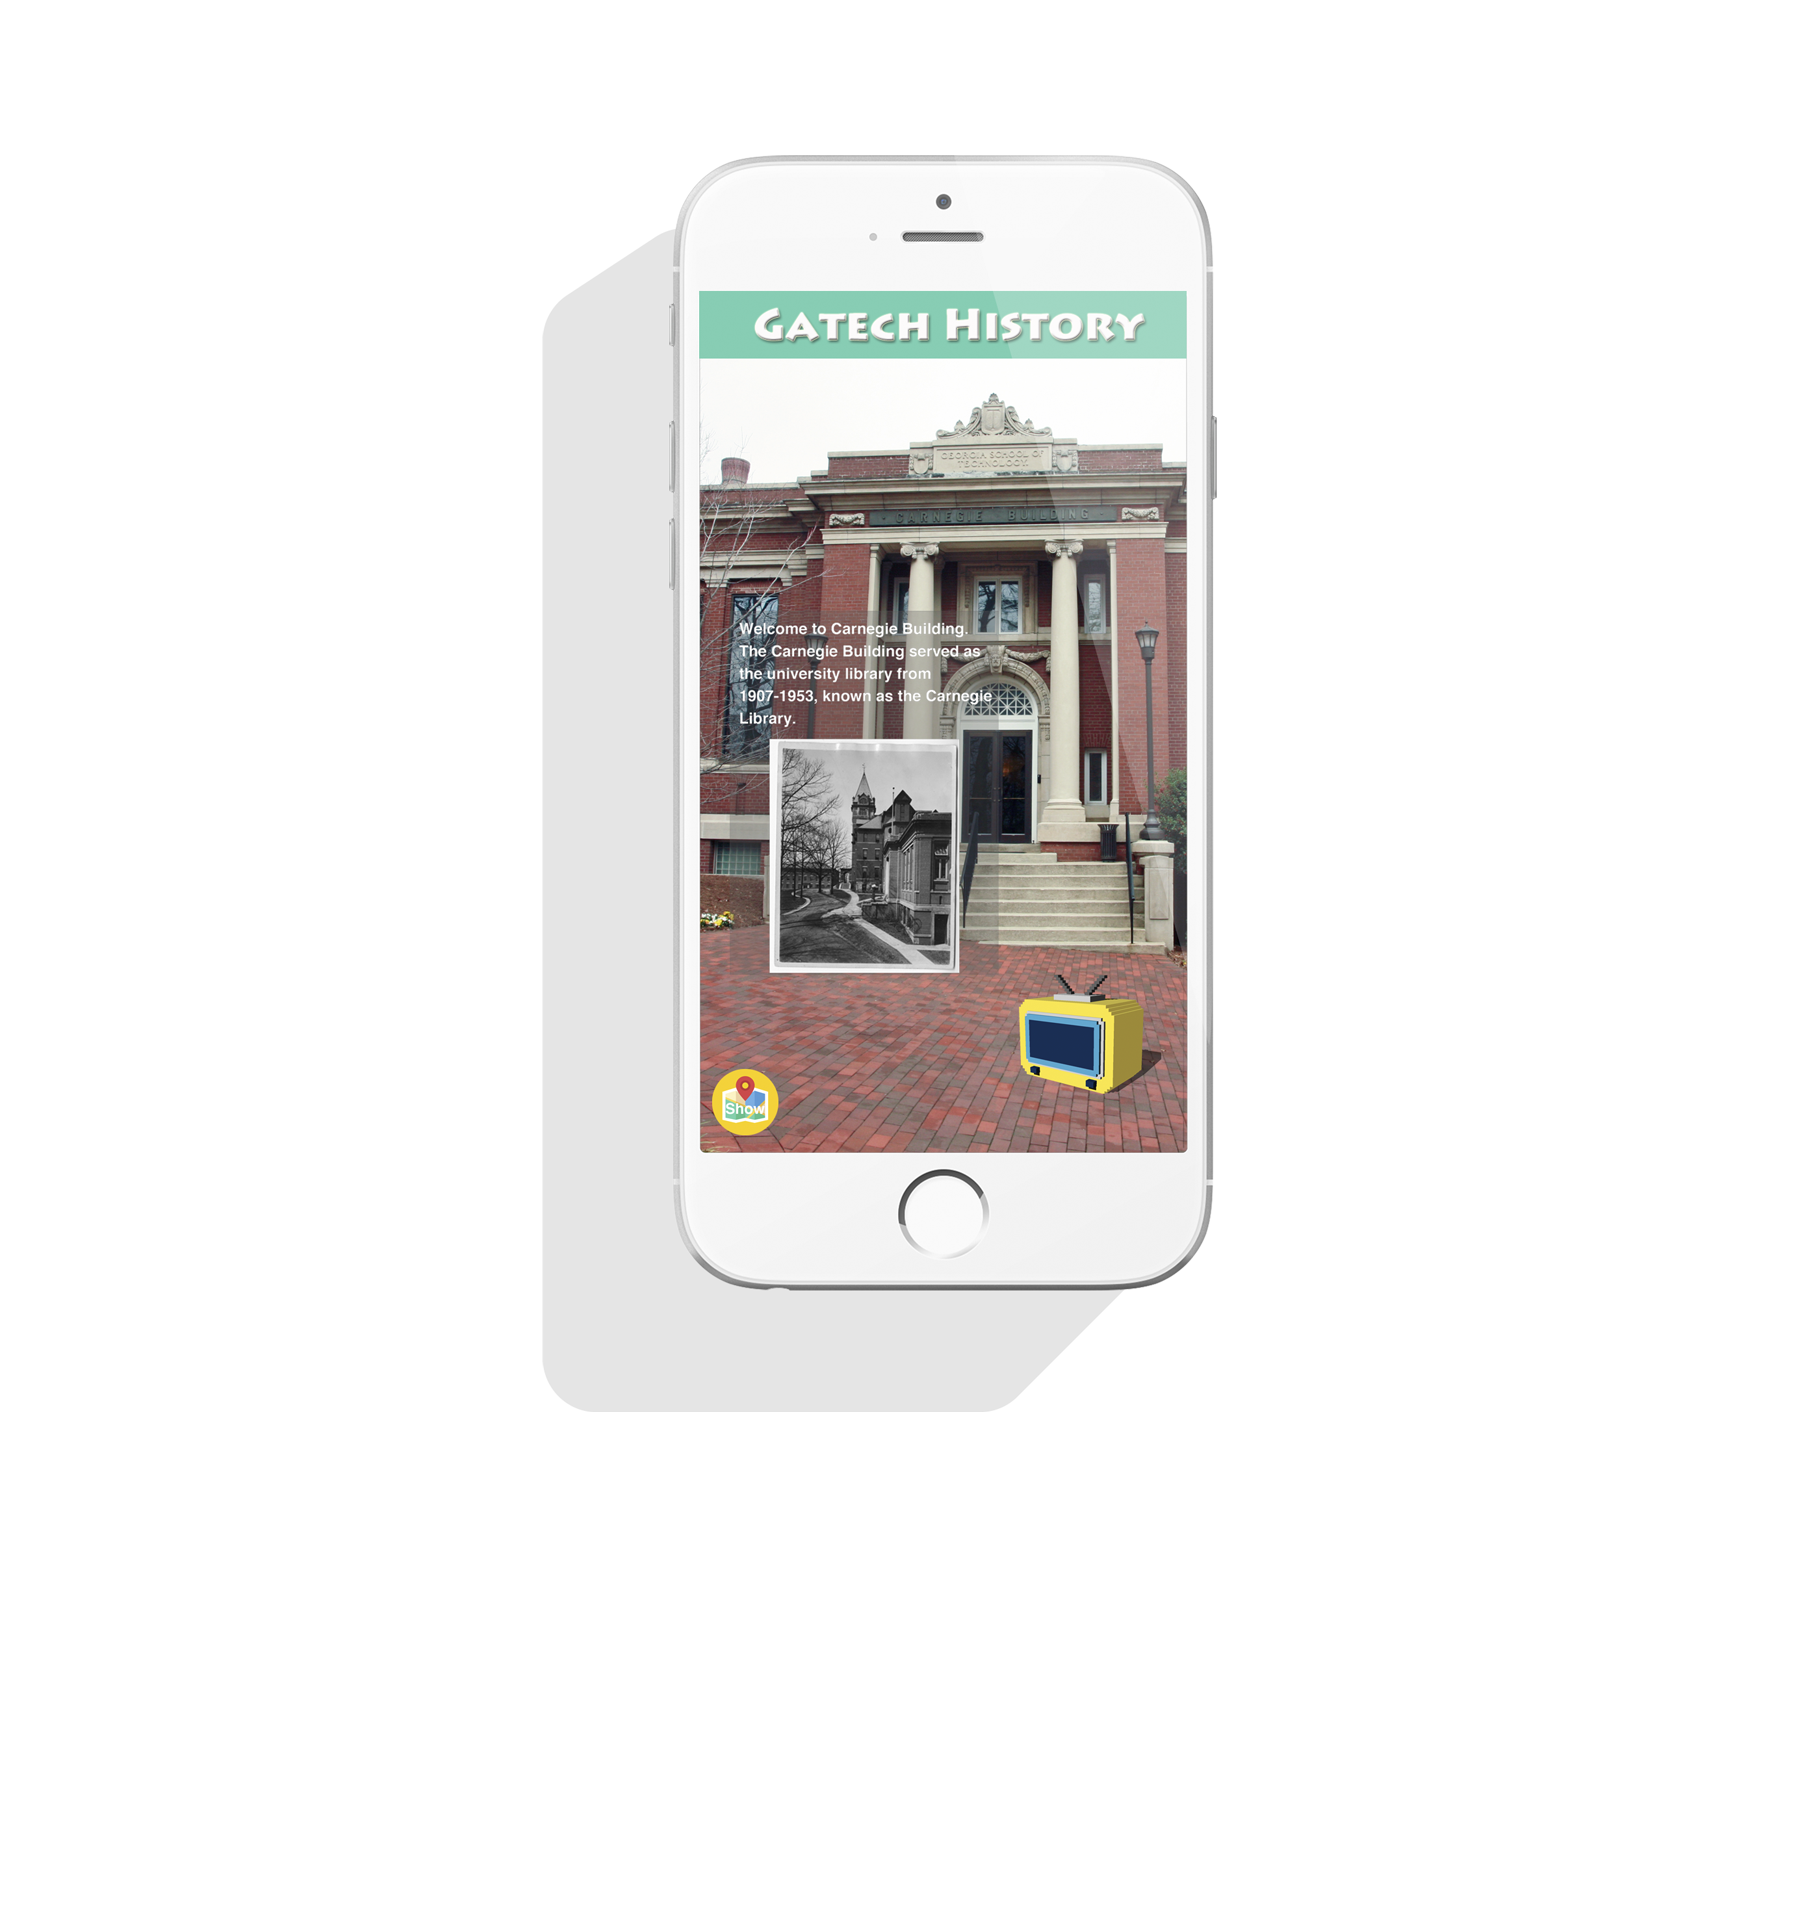 GATECH HISTORY
GEORGIA SCHOOL OF
TECHNOLOGY
CARNEGIE BUILDING
Welcome to Carnegie Building.
The Carnegie Building served as
the university library from
1907-1953, known as the Carnegie
Library.
Show